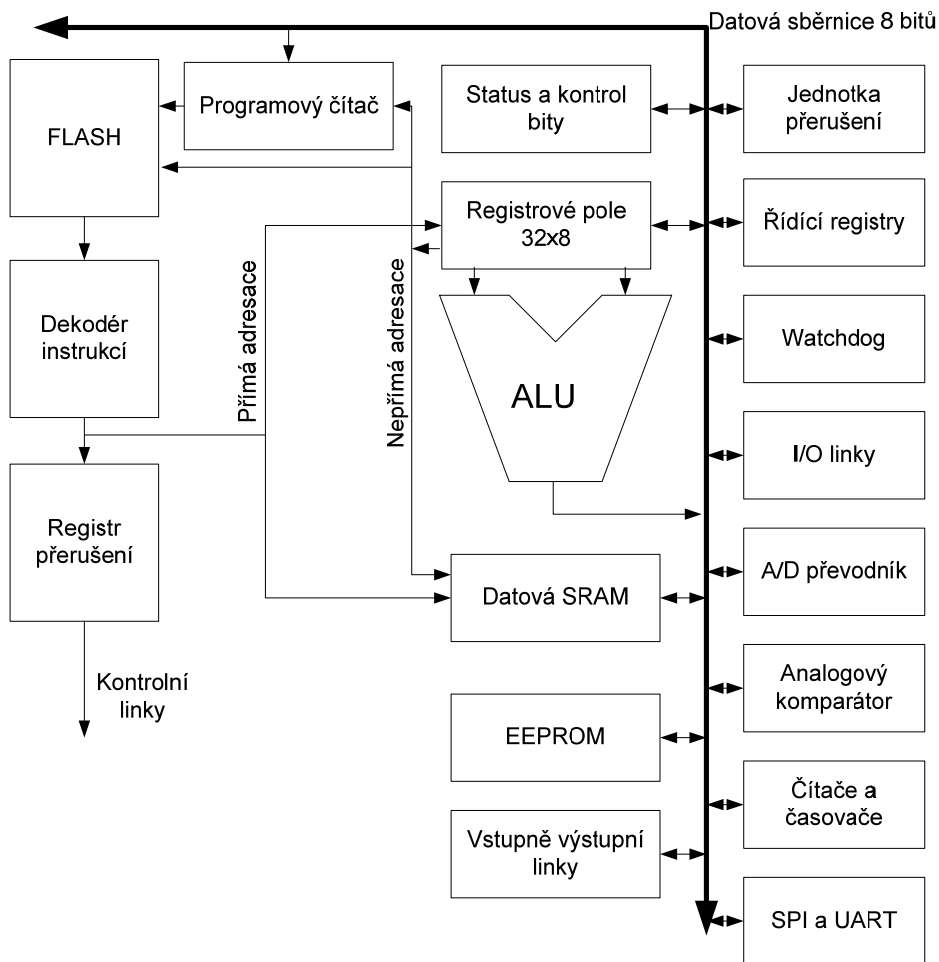 Datová sběrnice 8 bitů
FLASH
Programový čítač
Status a kontrol
bity
Jednotka
přerušení
Registrové pole
32x8
Řídící registry
Dekodér
instrukcí
Přímá adresace
Nepřímá adresace
ALU
Watchdog
I/O linky
Registr
přerušení
Datová SRAM
A/D převodník
Kontrolní
linky
Analogový
komparátor
EEPROM
Čítače a
časovače
Vstupně výstupní
linky
SPI a UART